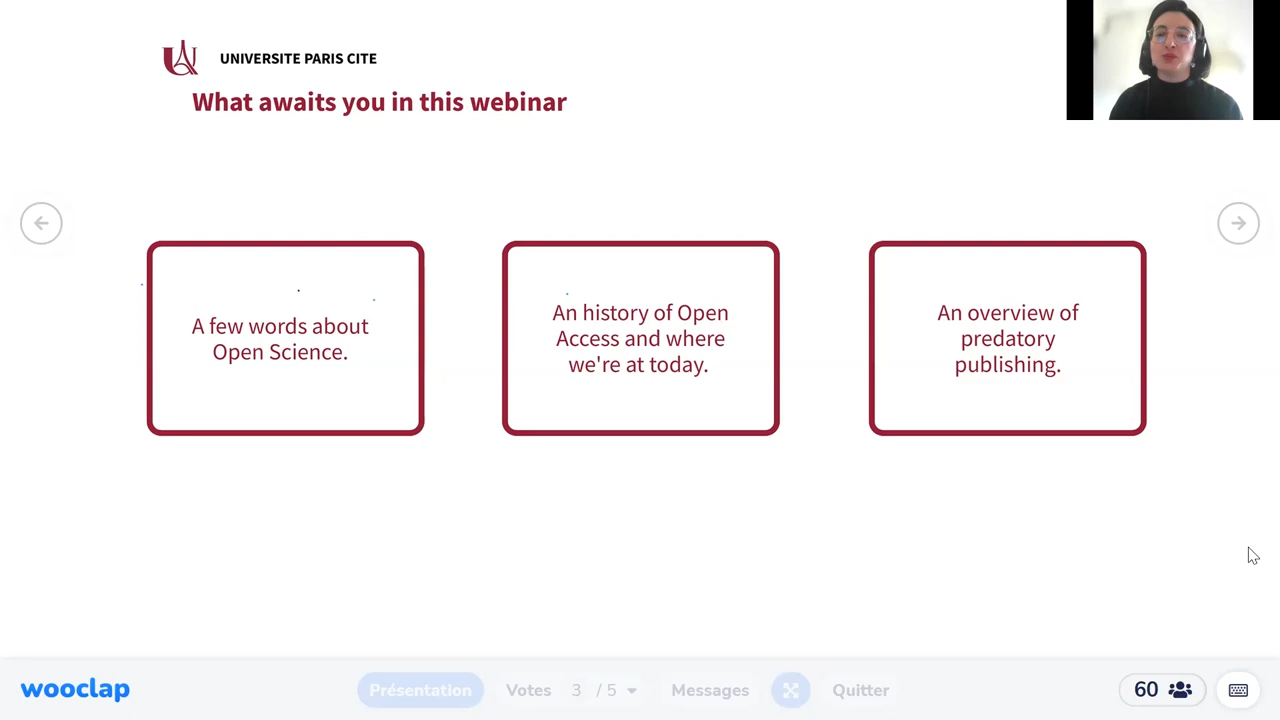 UNIVERSITE PARIS CITE
What awaits you in this webinar
A few words about
Open Science.
An history of Open
Access and where
we're at today.
An overview of
predatory
publishing.
wooclap
Présentation
Votes
3 / 5
Messages
Quitter
60